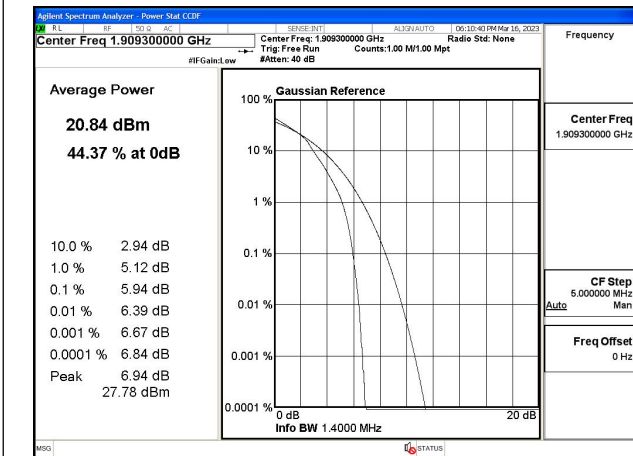 Agilent Spectrum Analyzer - Power Stat CCDF
RL RF 50 Ω AC SENSE:INT ALIGN AUTO 06:10:40 PM Mar 16, 2023
Center Freq 1.909300000 GHz
Center Freq: 1.909300000 GHz Radio Std: None
Trig: Free Run Counts:1.00 M/1.00 Mpt
#IFGain:Low #Atten: 40 dB
Frequency
Average Power
20.84 dBm
44.37 % at 0dB
10.0 % 2.94 dB
1.0 % 5.12 dB
0.1 % 5.94 dB
0.01 % 6.39 dB
0.001 % 6.67 dB
0.0001 % 6.84 dB
Peak 6.94 dB
27.78 dBm
Gaussian Reference
100 %
10 %
1 %
0.1 %
0.01 %
0.001 %
0.0001 %
0 dB 20 dB
Info BW 1.4000 MHz
Center Freq
1.909300000 GHz
CF Step
5.000000 MHz
Auto Man
Freq Offset
0 Hz
MSG STATUS